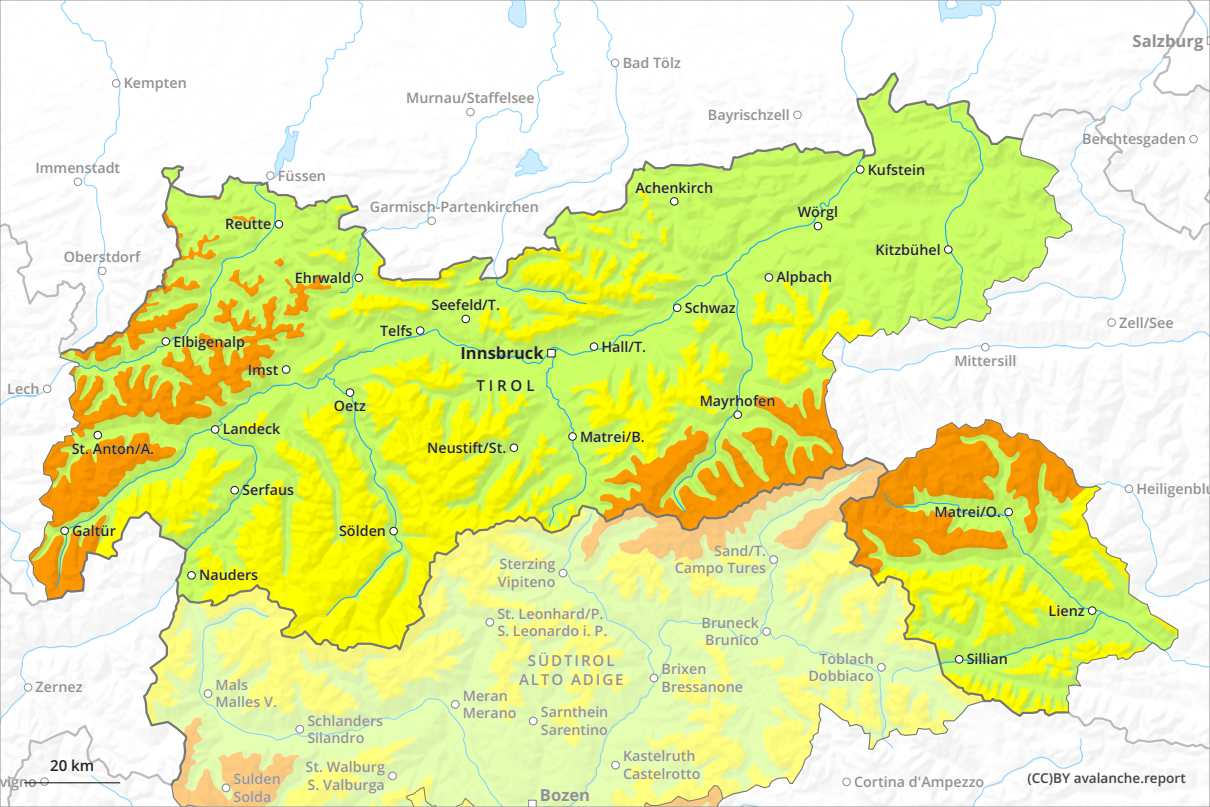 Salzburg
Bad Tölz
Kempten
Murnau/Staffelsee
Bayrischzell
Berchtesgaden
Immenstadt
Füssen
Kufstein
Achenkirch
Garmisch-Partenkirchen
Wörgl
Reutte
Kitzbühel
Oberstdorf
Ehrwald
Alpbach
Seefeld/T.
Schwaz
Zell/See
Telfs
Elbigenalp
Innsbruck
Hall/T.
Mittersill
Imst
TIROL
Lech
Oetz
Mayrhofen
Landeck
Matrei/B.
St. Anton/A.
Neustift/St.
Serfaus
Heiligenblu
Matrei/O.
Galtür
Sölden
Sand/T.
Campo Tures
Sterzing
Vipiteno
Nauders
St. Leonhard/P.
S. Leonardo i. P.
Lienz
Bruneck
Brunico
Sillian
SÜDTIROL
ALTO ADIGE
Toblach
Dobbiaco
Brixen
Bressanone
Zernez
Mals
Malles V.
Meran
Merano
Sarnthein
Sarentino
Schlanders
Silandro
Kastelruth
Castelrotto
20 km
St. Walburg
S. Valburga
Sulden
Solda
vigno
Cortina d'Ampezzo
(CC)BY avalanche.report
Bozen